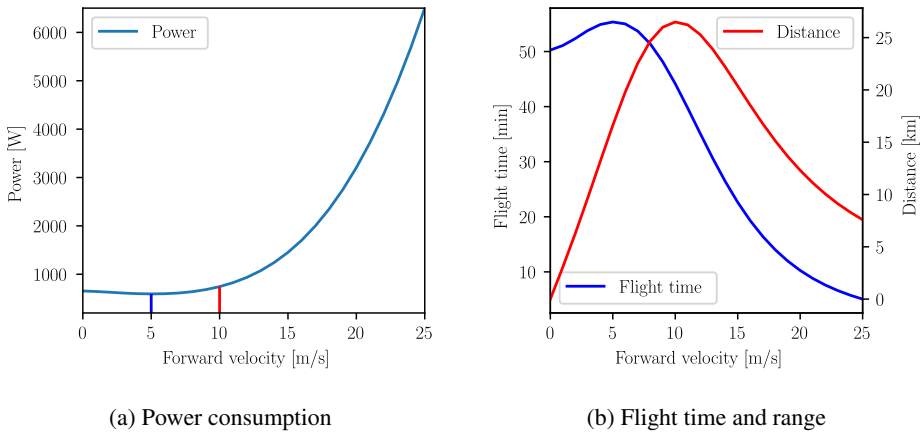 Power
6000
5000
4000
3000
2000
1000
Power [W]
0
5
10
15
20
25
Forward velocity [m/s]
(a) Power consumption
Distance
50
40
30
20
10
Flight time [min]
25
20
15
10
5
0
Distance [km]
Flight time
0
5
10
15
20
25
Forward velocity [m/s]
(b) Flight time and range